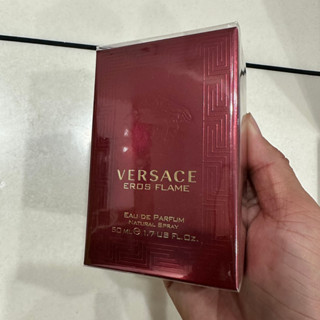 VERSACE
EROS FLAME
EAU DE PARFUM
NATURAL SPRAY
50 ml ℮ 1.7 US FL.OZ.